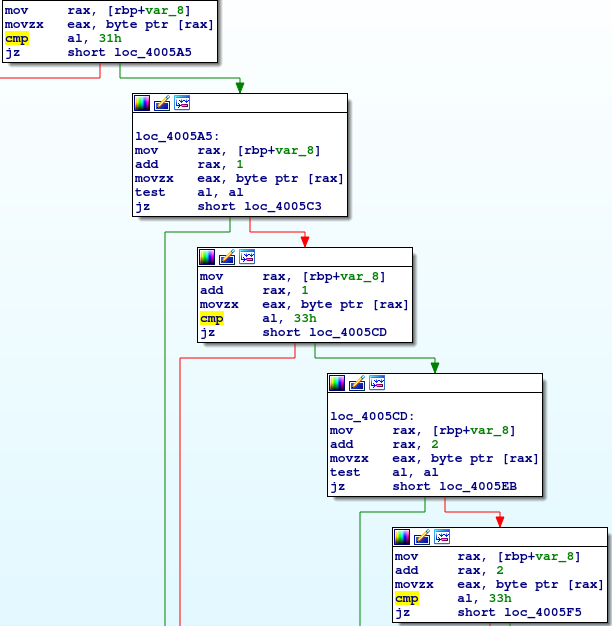 mov rax, [rbp+var_8]
movzx eax, byte ptr [rax]
cmp al, 31h
jz short loc_4005A5
loc_4005A5:
mov rax, [rbp+var_8]
add rax, 1
movzx eax, byte ptr [rax]
test al, al
jz short loc_4005C3
mov rax, [rbp+var_8]
add rax, 1
movzx eax, byte ptr [rax]
cmp al, 33h
jz short loc_4005CD
loc_4005CD:
mov rax, [rbp+var_8]
add rax, 2
movzx eax, byte ptr [rax]
test al, al
jz short loc_4005EB
mov rax, [rbp+var_8]
add rax, 2
movzx eax, byte ptr [rax]
cmp al, 33h
jz short loc_4005F5